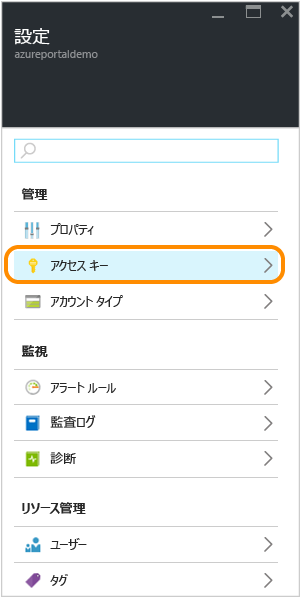 設定
azureportaldemo
管理
プロパティ
アクセス キー
アカウント タイプ
監視
アラート ルール
監査ログ
診断
リソース管理
ユーザー
タグ